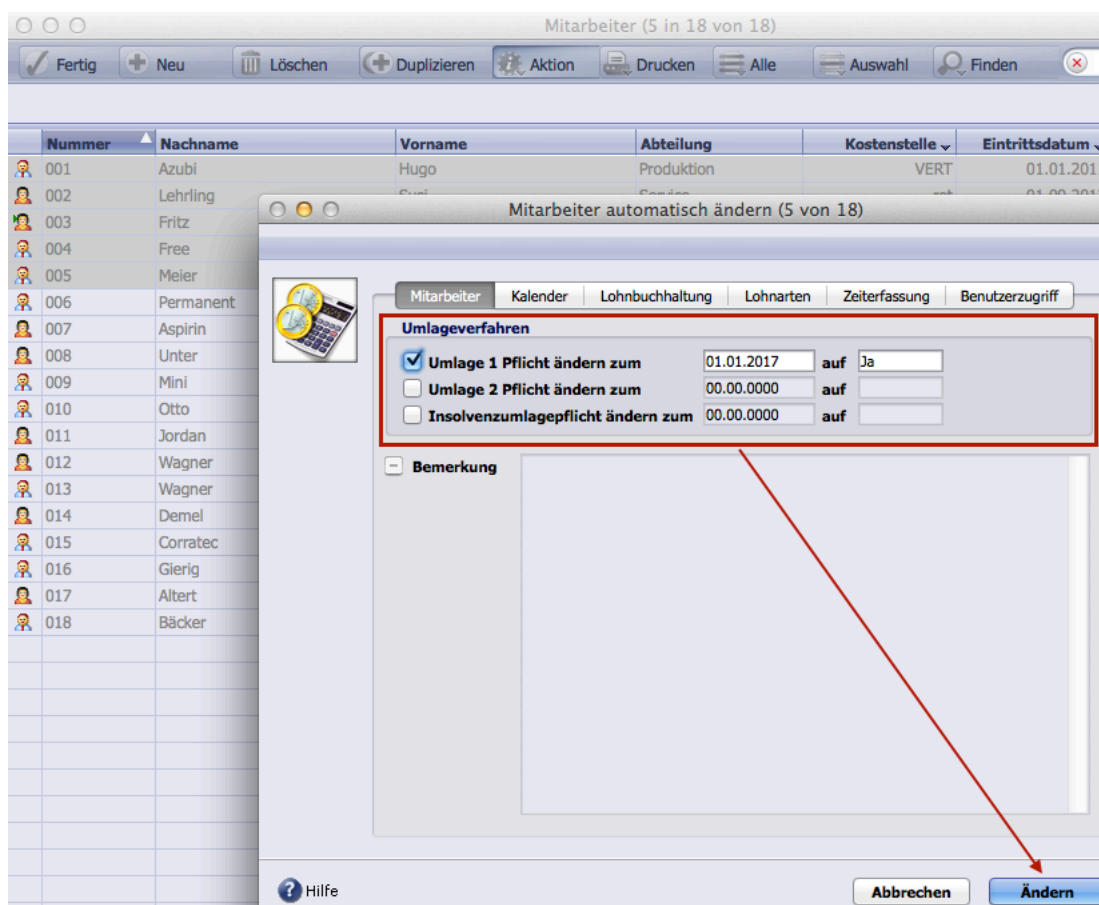 Mitarbeiter (5 in 18 von 18)
Fertig Neu Löschen Duplizieren Aktion Drucken Alle Auswahl Finden
Nummer Nachname Vorname Abteilung Kostenstelle Eintrittsdatum
001 Azubi Hugo Produktion VERT 01.01.201
002 Lehrling
003 Fritz
004 Free
005 Meier
006 Permanent
007 Aspirin
008 Unter
009 Mini
010 Otto
011 Jordan
012 Wagner
013 Wagner
014 Demel
015 Corratec
016 Gierig
017 Altert
018 Bäcker
Mitarbeiter automatisch ändern (5 von 18)
Mitarbeiter Kalender Lohnbuchhaltung Lohnarten Zeiterfassung Benutzerzugriff
Umlageverfahren
Umlage 1 Pflicht ändern zum 01.01.2017 auf Ja
Umlage 2 Pflicht ändern zum 00.00.0000 auf
Insolvenzumlagepflicht ändern zum 00.00.0000 auf
Bemerkung
Hilfe Abbrechen Ändern